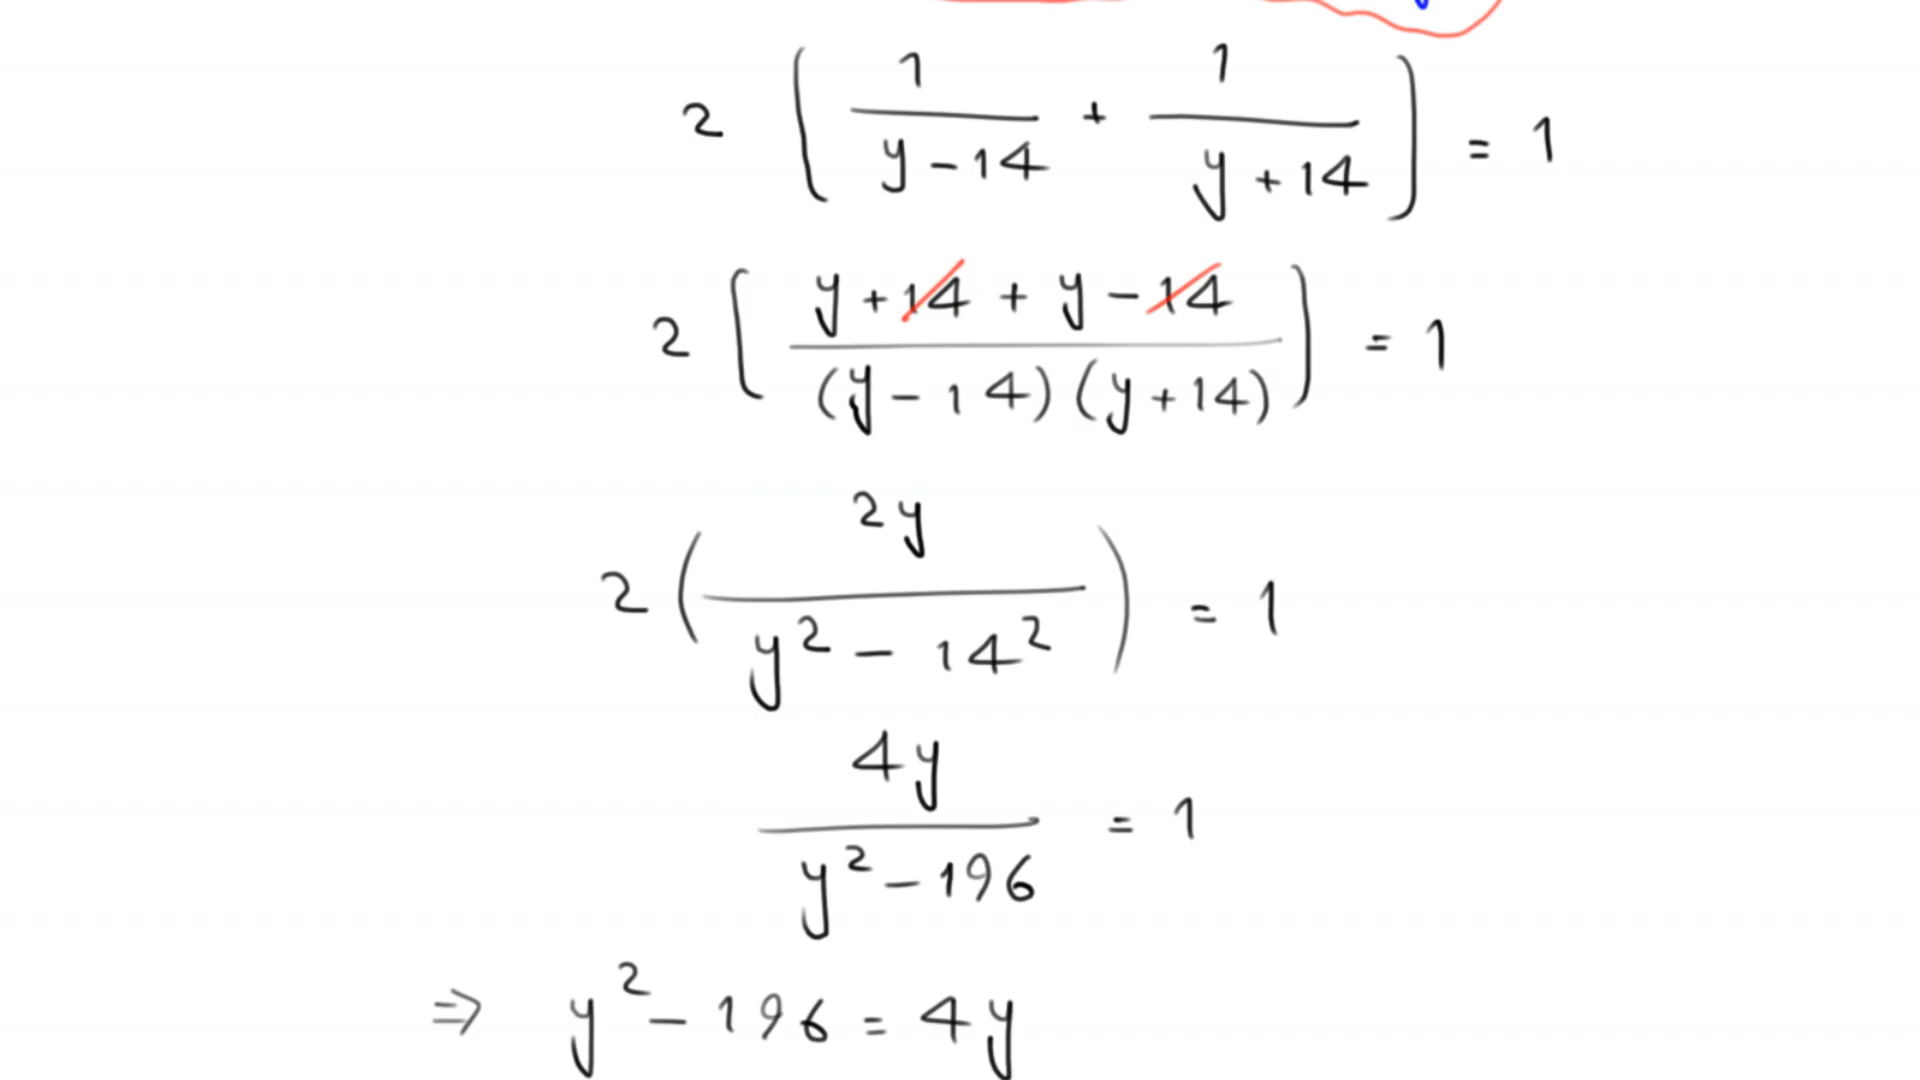 2 [ 1/(y-14) + 1/(y+14) ] = 1
2 [ (y+14 + y-14)/((y-14)(y+14)) ] = 1
2 ( 2y/(y² - 14²) ) = 1
4y/(y² - 196) = 1
⇒ y² - 196 = 4y